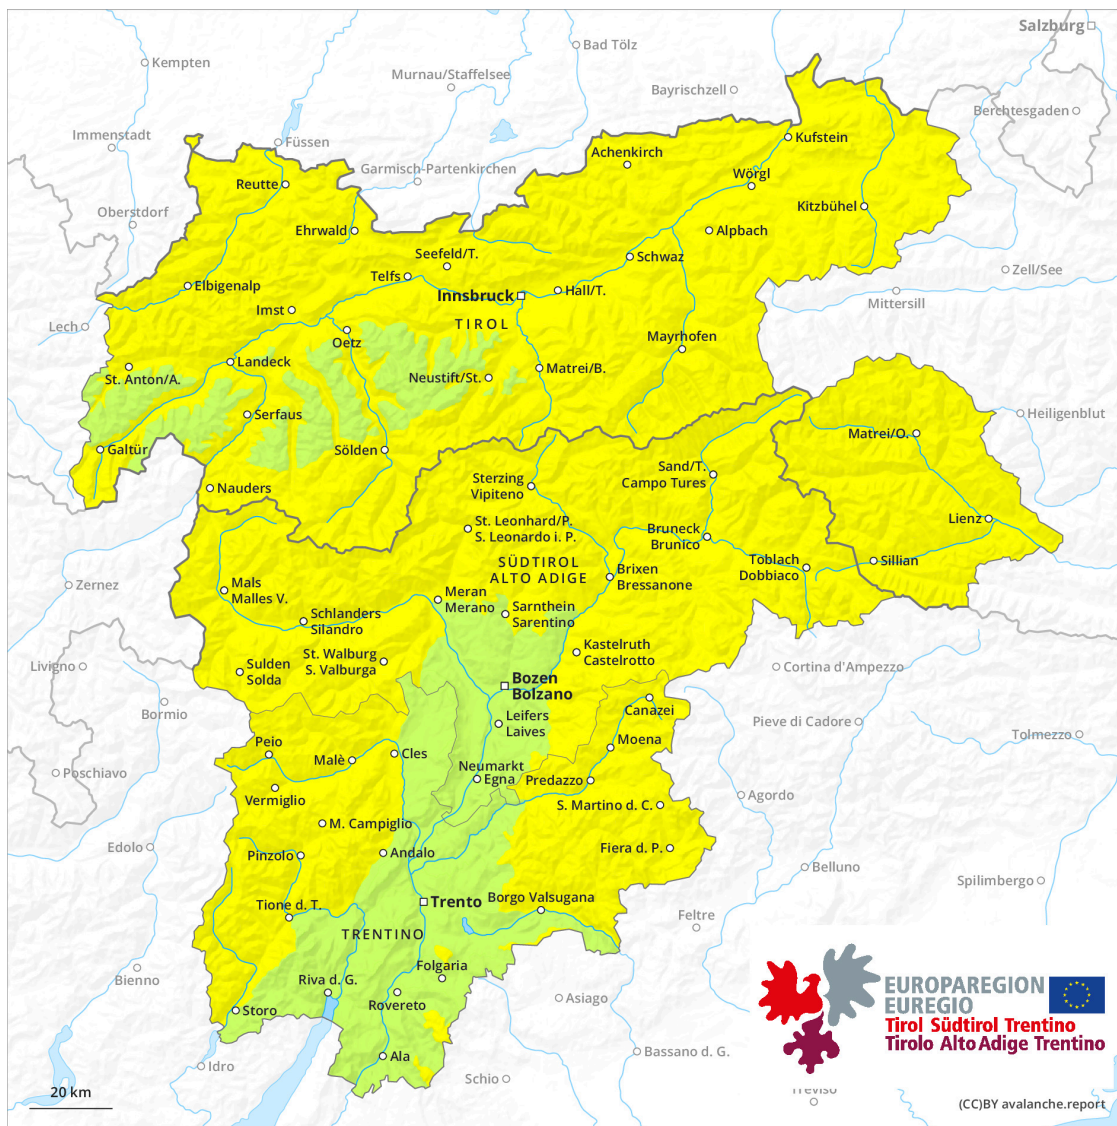 Salzburg
Bad Tölz
Kempten
Murnau/Staffelsee
Bayrischzell
Berchtesgaden
Immenstadt
Füssen
Kufstein
Achenkirch
Garmisch-Partenkirchen
Wörgl
Reutte
Oberstdorf
Kitzbühel
Ehrwald
Alpbach
Seefeld/T.
Schwaz
Zell/See
Telfs
Elbigenalp
Hall/T.
Innsbruck
Mittersill
Imst
TIROL
Lech
Oetz
Mayrhofen
Landeck
Matrei/B.
St. Anton/A.
Neustift/St.
Serfaus
Heiligenblut
Matrei/O.
Galtür
Sölden
Sand/T.
Campo Tures
Sterzing
Vipiteno
Nauders
St. Leonhard/P.
S. Leonardo i. P.
Bruneck
Brunico
Lienz
SÜDTIROL
ALTO ADIGE
Toblach
Dobbiaco
Sillian
Brixen
Bressanone
Zernez
Mals
Malles V.
Meran
Merano
Sarnthein
Sarentino
Schlanders
Silandro
Kastelruth
Castelrotto
St. Walburg
S. Valburga
Livigno
Sulden
Solda
Cortina d'Ampezzo
Bozen
Bolzano
Bormio
Canazei
Leifers
Laives
Pieve di Cadore
Tolmezzo
Peio
Moena
Cles
Malè
Poschiavo
Neumarkt
Egna
Predazzo
Vermiglio
Agordo
S. Martino d. C.
M. Campiglio
Edolo
Pinzolo
Andalo
Fiera d. P.
Belluno
Spilimbergo
Tione d. T.
Trento
Borgo Valsugana
Feltre
TRENTINO
Bienno
Folgaria
Riva d. G.
Rovereto
Asiago
Storo
EUROPAREGION
EUREGIO
Tirol Südtirol Trentino
Tirolo Alto Adige Trentino
Ala
Bassano d. G.
Idro
Schio
Treviso
20 km
(CC)BY avalanche.report